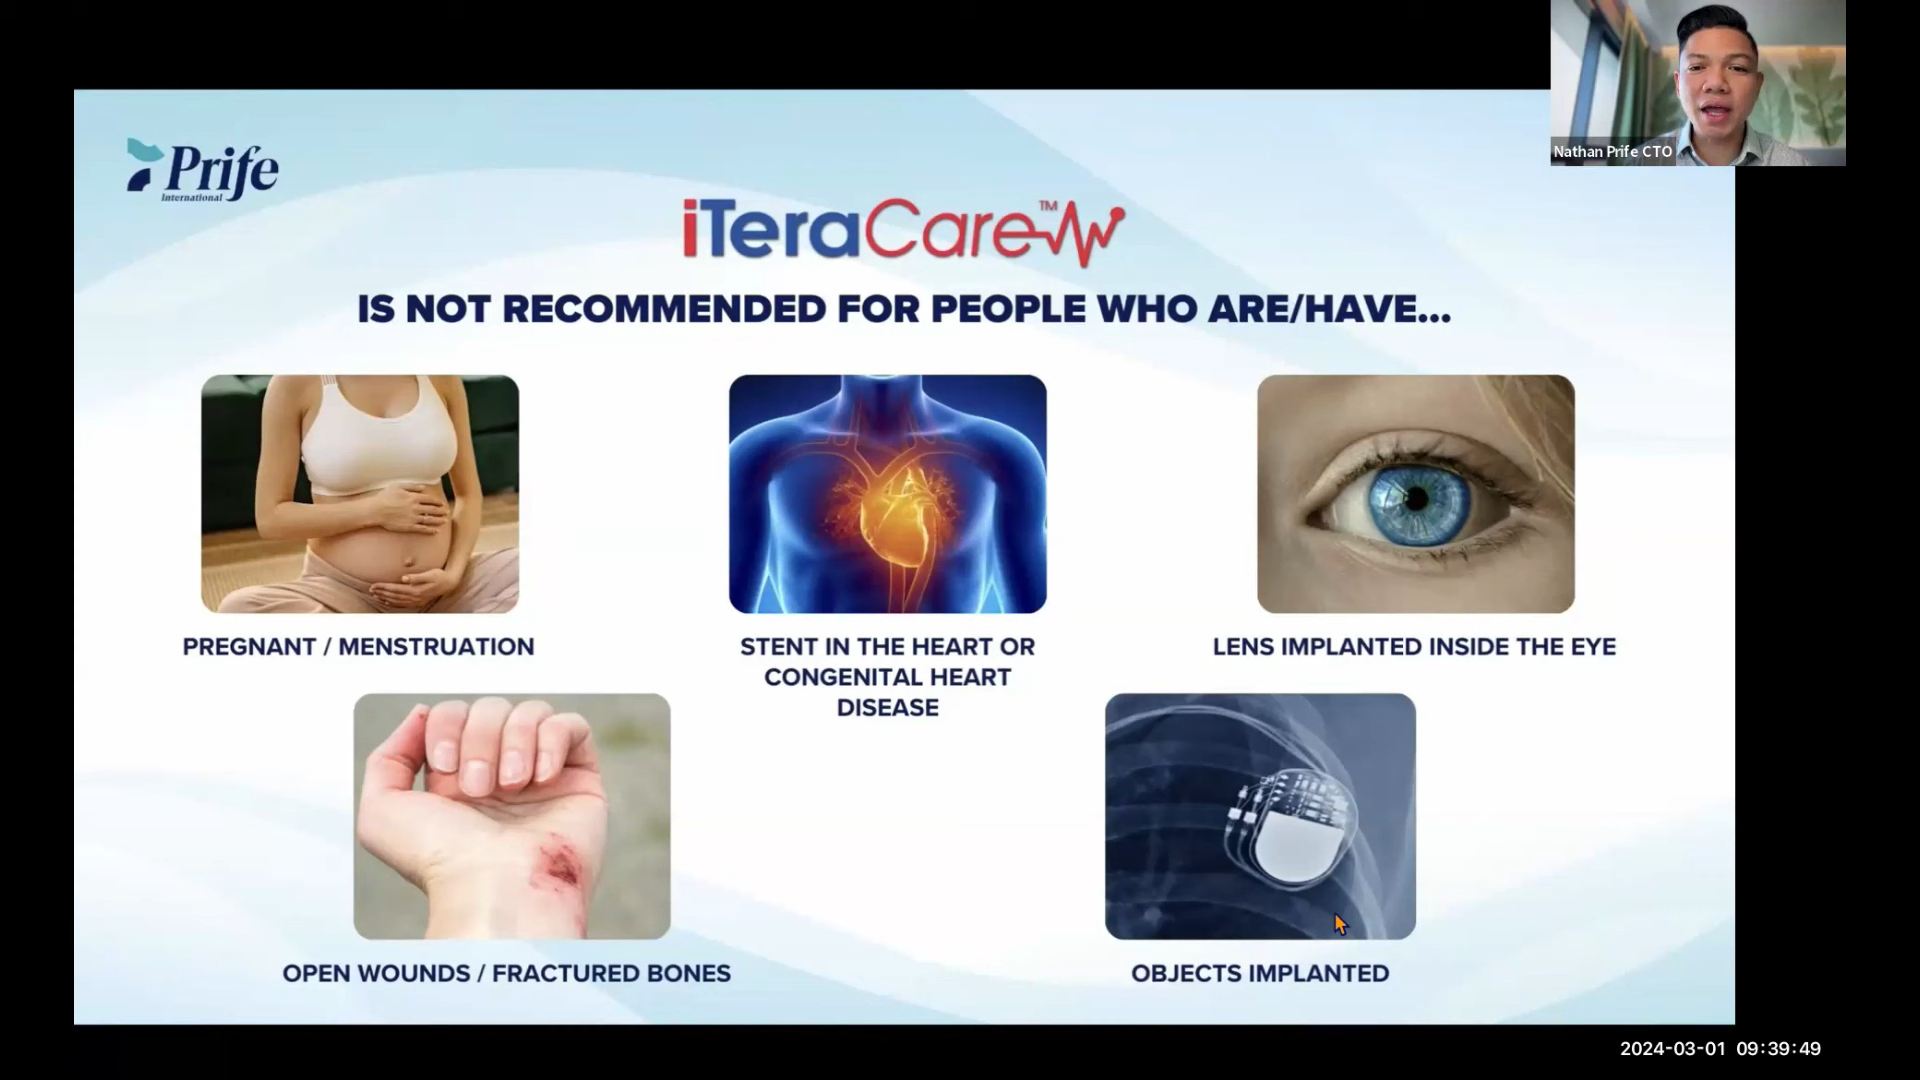 Nathan Prife CTO
Prife
International
iTeraCare™
IS NOT RECOMMENDED FOR PEOPLE WHO ARE/HAVE...
PREGNANT / MENSTRUATION
STENT IN THE HEART OR
CONGENITAL HEART
DISEASE
LENS IMPLANTED INSIDE THE EYE
OPEN WOUNDS / FRACTURED BONES
OBJECTS IMPLANTED
2024-03-01 09:39:49